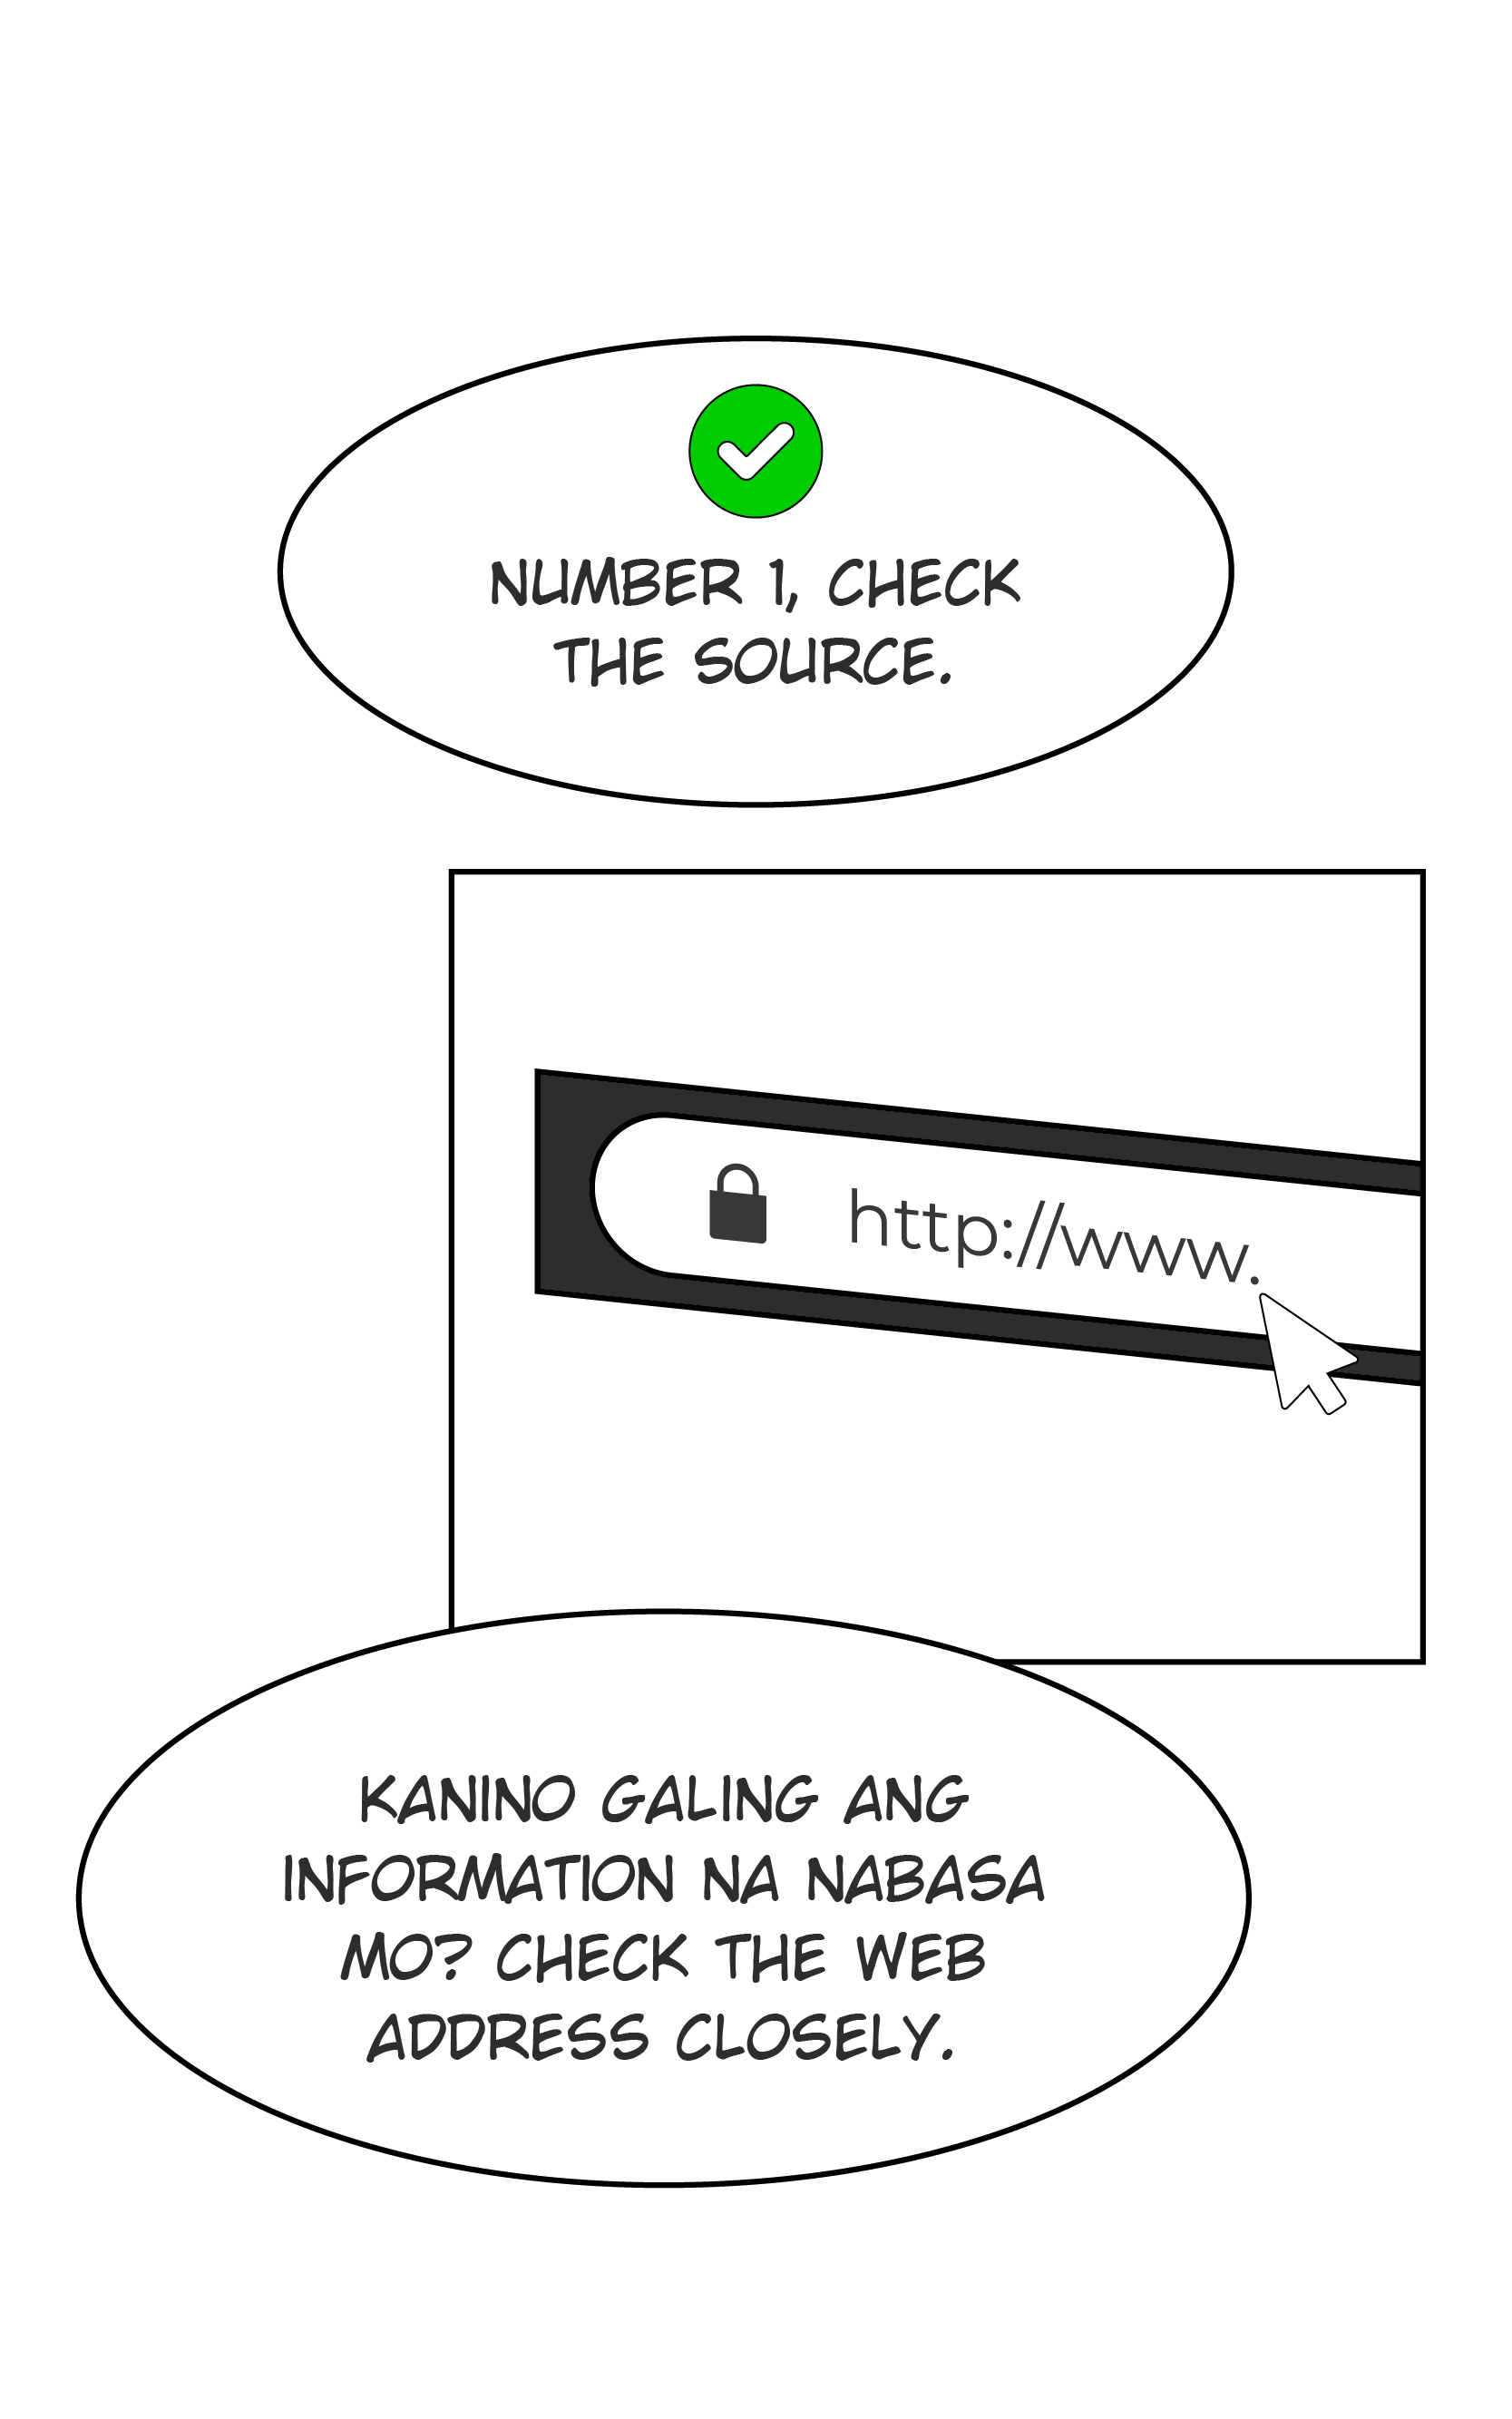 NUMBER 1, CHECK
THE SOURCE.
http://www.
KANINO GALING ANG
INFORMATION NA NABASA
MO? CHECK THE WEB
ADDRESS CLOSELY.